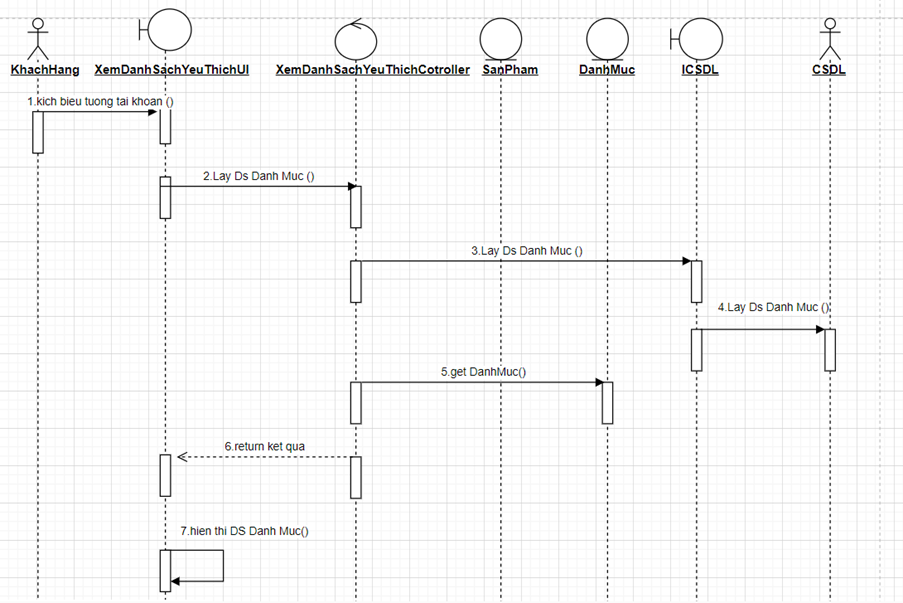 KhachHang
XemDanhSachYeuThichUI
XemDanhSachYeuThichCotroller
SanPham
DanhMuc
ICSDL
CSDL
1.kich bieu tuong tai khoan ()
2.Lay Ds Danh Muc ()
3.Lay Ds Danh Muc ()
4.Lay Ds Danh Muc ()
5.get DanhMuc()
6.return ket qua
7.hien thi DS Danh Muc()